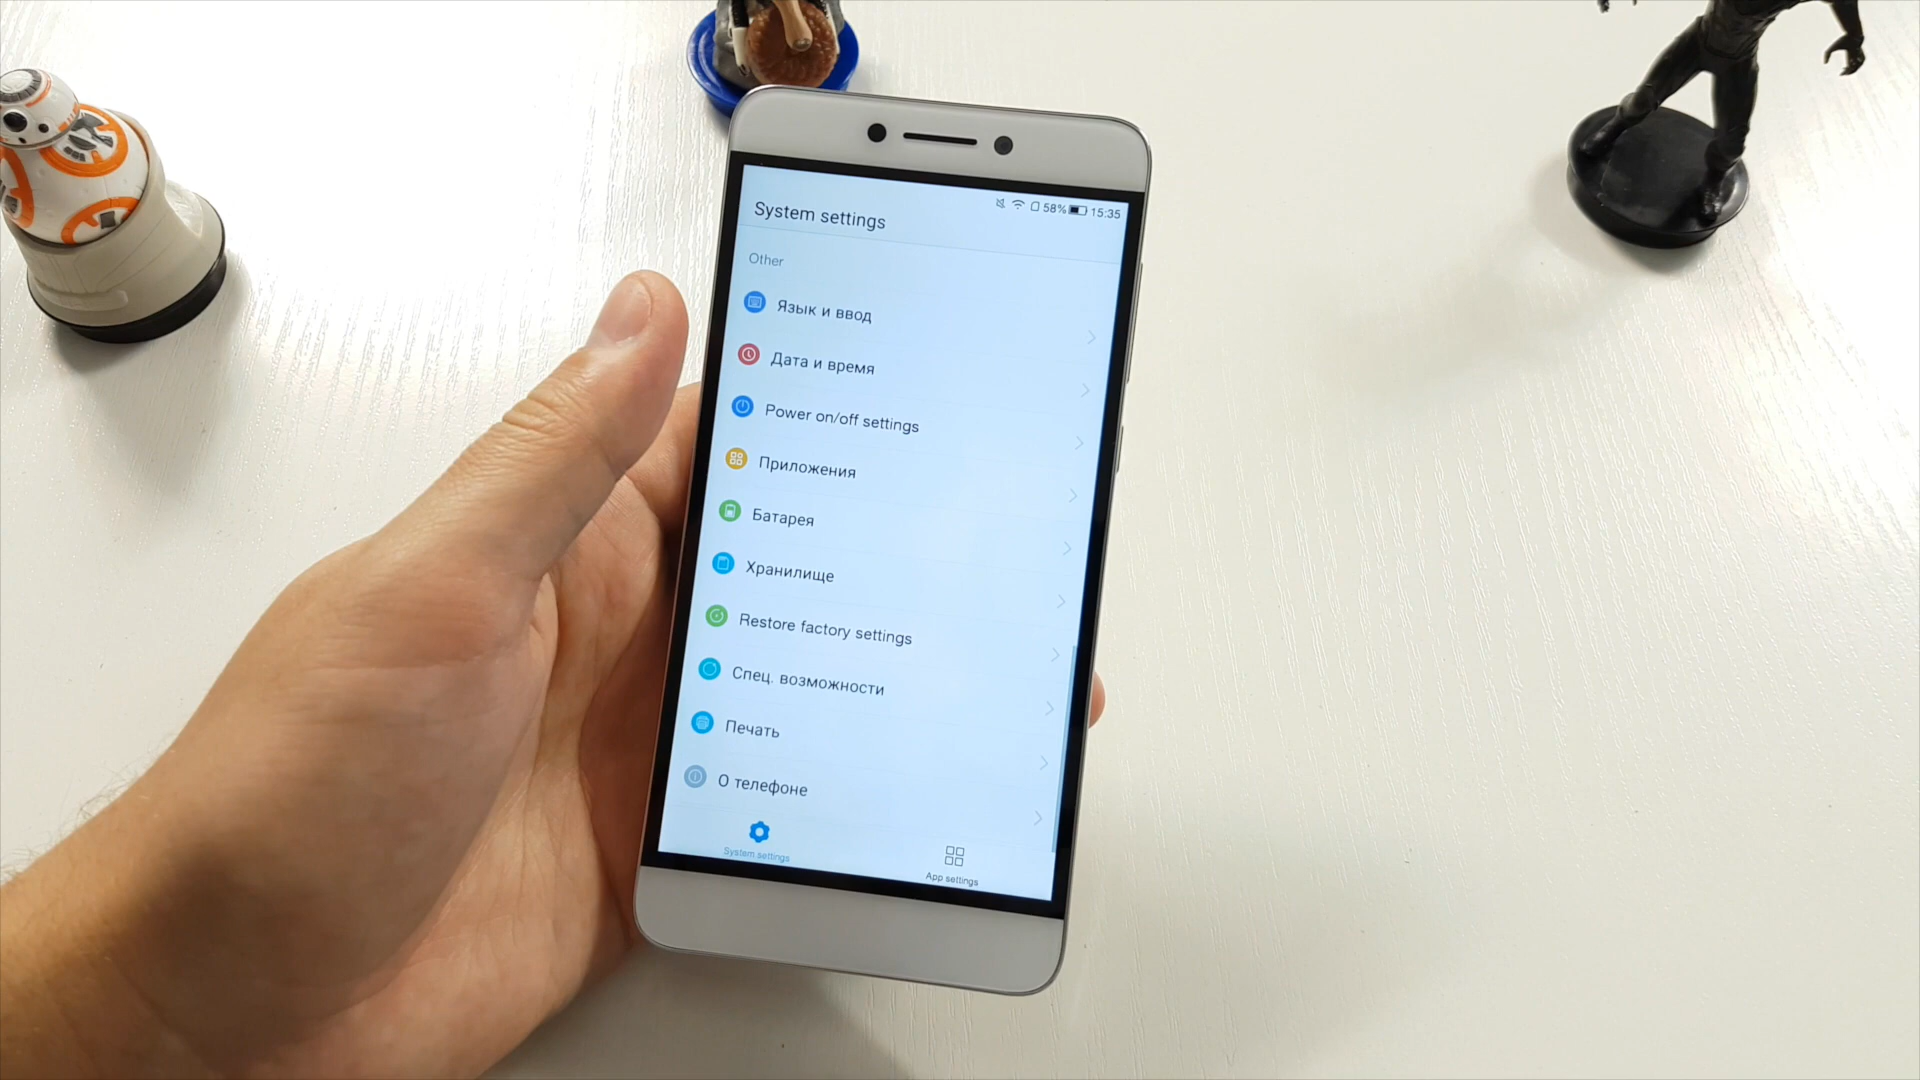 58% 15:35
System settings
Other
Язык и ввод
Дата и время
Power on/off settings
Приложения
Батарея
Хранилище
Restore factory settings
Спец. возможности
Печать
О телефоне
System settings
App settings